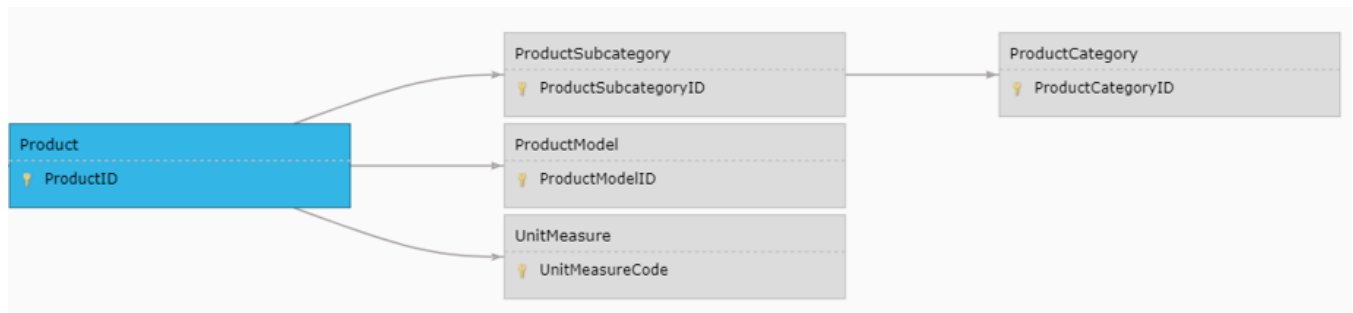 Product
ProductID
ProductSubcategory
ProductSubcategoryID
ProductModel
ProductModelID
UnitMeasure
UnitMeasureCode
ProductCategory
ProductCategoryID